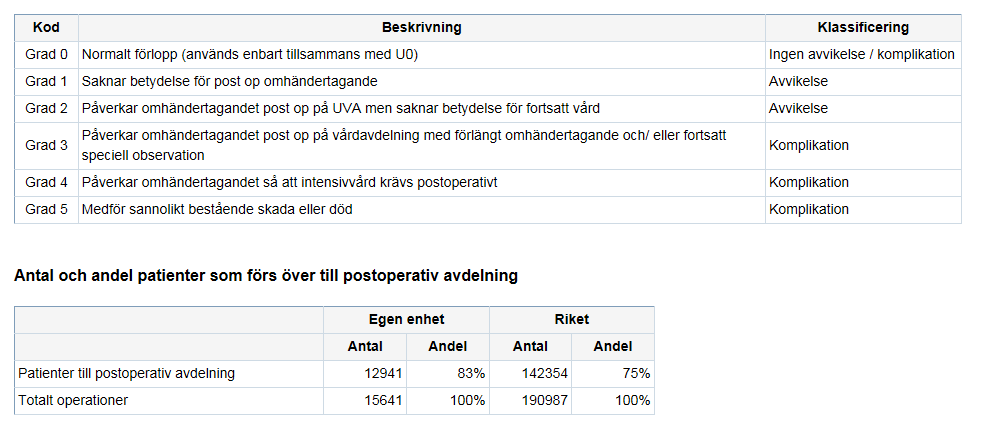 Kod Beskrivning Klassificering
Grad 0 Normalt förlopp (används enbart tillsammans med U0) Ingen avvikelse / komplikation
Grad 1 Saknar betydelse för post op omhändertagande Avvikelse
Grad 2 Påverkar omhändertagandet post op på UVA men saknar betydelse för fortsatt vård Avvikelse
Grad 3 Påverkar omhändertagandet post op på vårdavdelning med förlängt omhändertagande och/ eller fortsatt
speciell observation Komplikation
Grad 4 Påverkar omhändertagandet så att intensivvård krävs postoperativt Komplikation
Grad 5 Medför sannolikt bestående skada eller död Komplikation
Antal och andel patienter som förs över till postoperativ avdelning
Egen enhet Riket
Antal Andel Antal Andel
Patienter till postoperativ avdelning 12941 83% 142354 75%
Totalt operationer 15641 100% 190987 100%